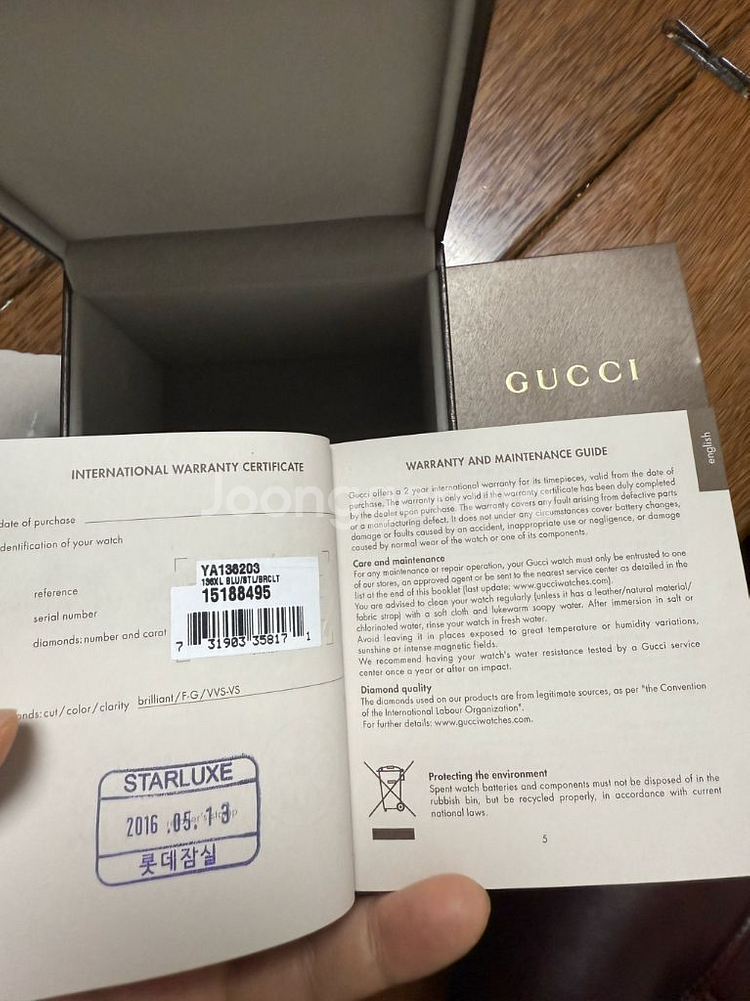 GUCCI
Joong
INTERNATIONAL WARRANTY CERTIFICATE
date of purchase
dentification of your watch
YA136203
136XL BLU/STL/BRCLT
15188495
7 31903 35817 1
reference
serial number
diamonds: number and carat
nds: cut/color/clarity brilliant/F-G/VVS-VS
STARLUXE
2016 .05.13
롯데잠실
english
WARRANTY AND MAINTENANCE GUIDE
Gucci offers a 2 year international warranty for its timepieces, valid from the date of
purchase. The warranty is only valid if the warranty certificate has been duly completed
by the dealer upon purchase. The warranty covers any fault arising from defective parts
or a manufacturing defect. It does not under any circumstances cover battery changes,
damage or faults caused by an accident, inappropriate use or negligence, or damage
caused by normal wear of the watch or one of its components.
Care and maintenance
For any maintenance or repair operation, your Gucci watch must only be entrusted to one
of our stores, an approved agent or be sent to the nearest service center as detailed in the
list at the end of this booklet (last update: www.gucciwatches.com).
You are advised to clean your watch regularly (unless it has a leather/natural material/
fabric strap) with a soft cloth and lukewarm soapy water. After immersion in salt or
chlorinated water, rinse your watch in fresh water.
Avoid leaving it in places exposed to great temperature or humidity variations,
sunshine or intense magnetic fields.
We recommend having your watch's water resistance tested by a Gucci service
center once a year or after an impact.
Diamond quality
The diamonds used on our products are from legitimate sources, as per "the Convention
of the International Labour Organization".
For further details: www.gucciwatches.com.
Protecting the environment
Spent watch batteries and components must not be disposed of in the
rubbish bin, but be recycled properly, in accordance with current
national laws.
5